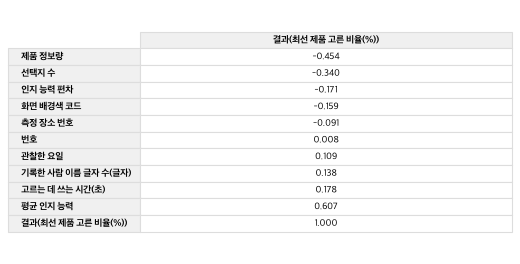 결과(최선 제품 고른 비율(%))
제품 정보량 -0.454
선택지 수 -0.340
인지 능력 편차 -0.171
화면 배경색 코드 -0.159
측정 장소 번호 -0.091
번호 0.008
관찰한 요일 0.109
기록한 사람 이름 글자 수(글자) 0.138
고르는 데 쓰는 시간(초) 0.178
평균 인지 능력 0.607
결과(최선 제품 고른 비율(%)) 1.000